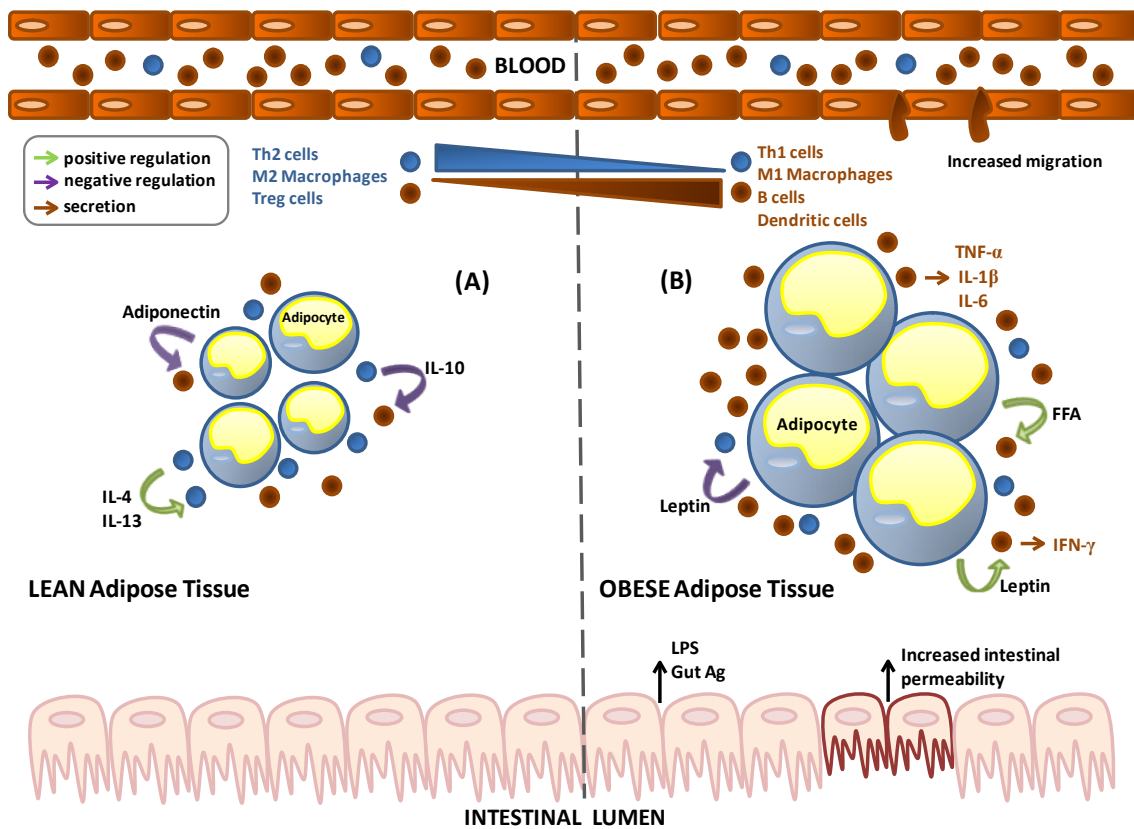 BLOOD
positive regulation
negative regulation
secretion
Th2 cells
M2 Macrophages
Treg cells
Th1 cells
M1 Macrophages
B cells
Dendritic cells
Increased migration
(A)
Adiponectin
Adipocyte
IL-10
IL-4
IL-13
LEAN Adipose Tissue
(B)
TNF-α
IL-1β
IL-6
FFA
Adipocyte
Leptin
IFN-γ
Leptin
OBESE Adipose Tissue
LPS
Gut Ag
Increased intestinal
permeability
INTESTINAL LUMEN